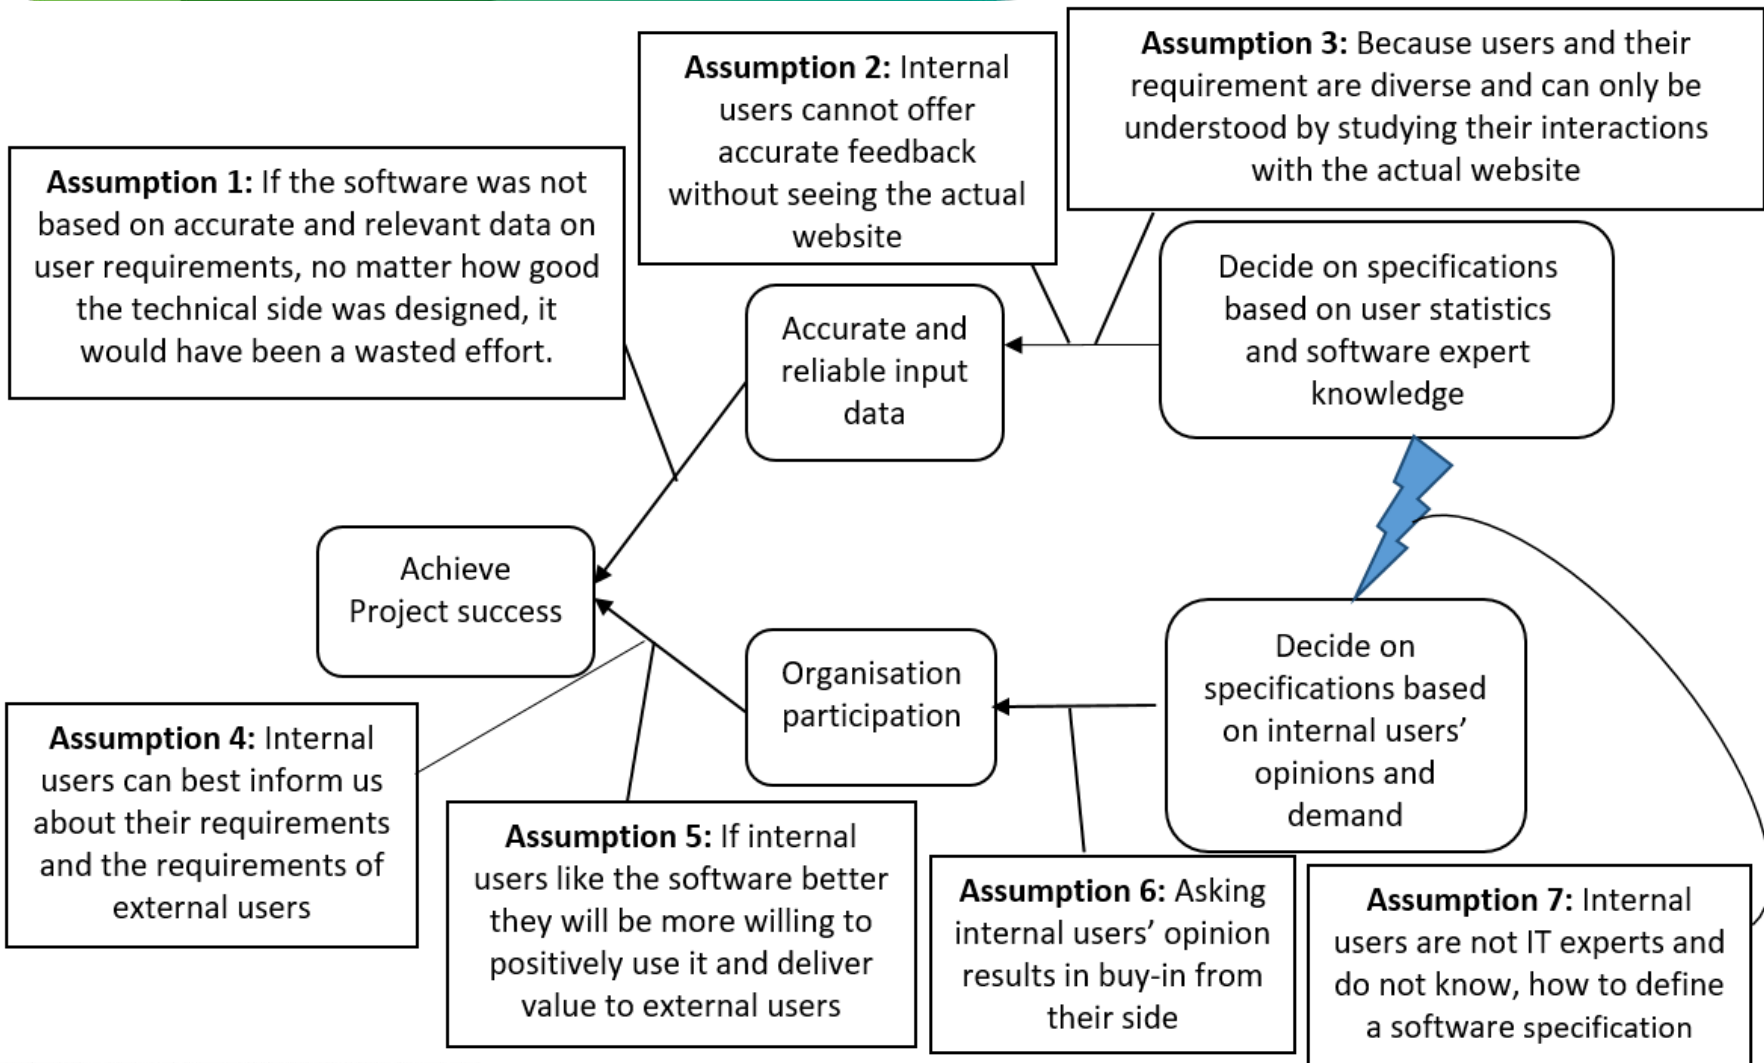 Assumption 1: If the software was not
based on accurate and relevant data on
user requirements, no matter how good
the technical side was designed, it
would have been a wasted effort.
Assumption 2: Internal
users cannot offer
accurate feedback
without seeing the actual
website
Assumption 3: Because users and their
requirement are diverse and can only be
understood by studying their interactions
with the actual website
Accurate and
reliable input
data
Decide on specifications
based on user statistics
and software expert
knowledge
Achieve
Project success
Organisation
participation
Decide on
specifications based
on internal users’
opinions and
demand
Assumption 4: Internal
users can best inform us
about their requirements
and the requirements of
external users
Assumption 5: If internal
users like the software better
they will be more willing to
positively use it and deliver
value to external users
Assumption 6: Asking
internal users’ opinion
results in buy-in from
their side
Assumption 7: Internal
users are not IT experts and
do not know, how to define
a software specification